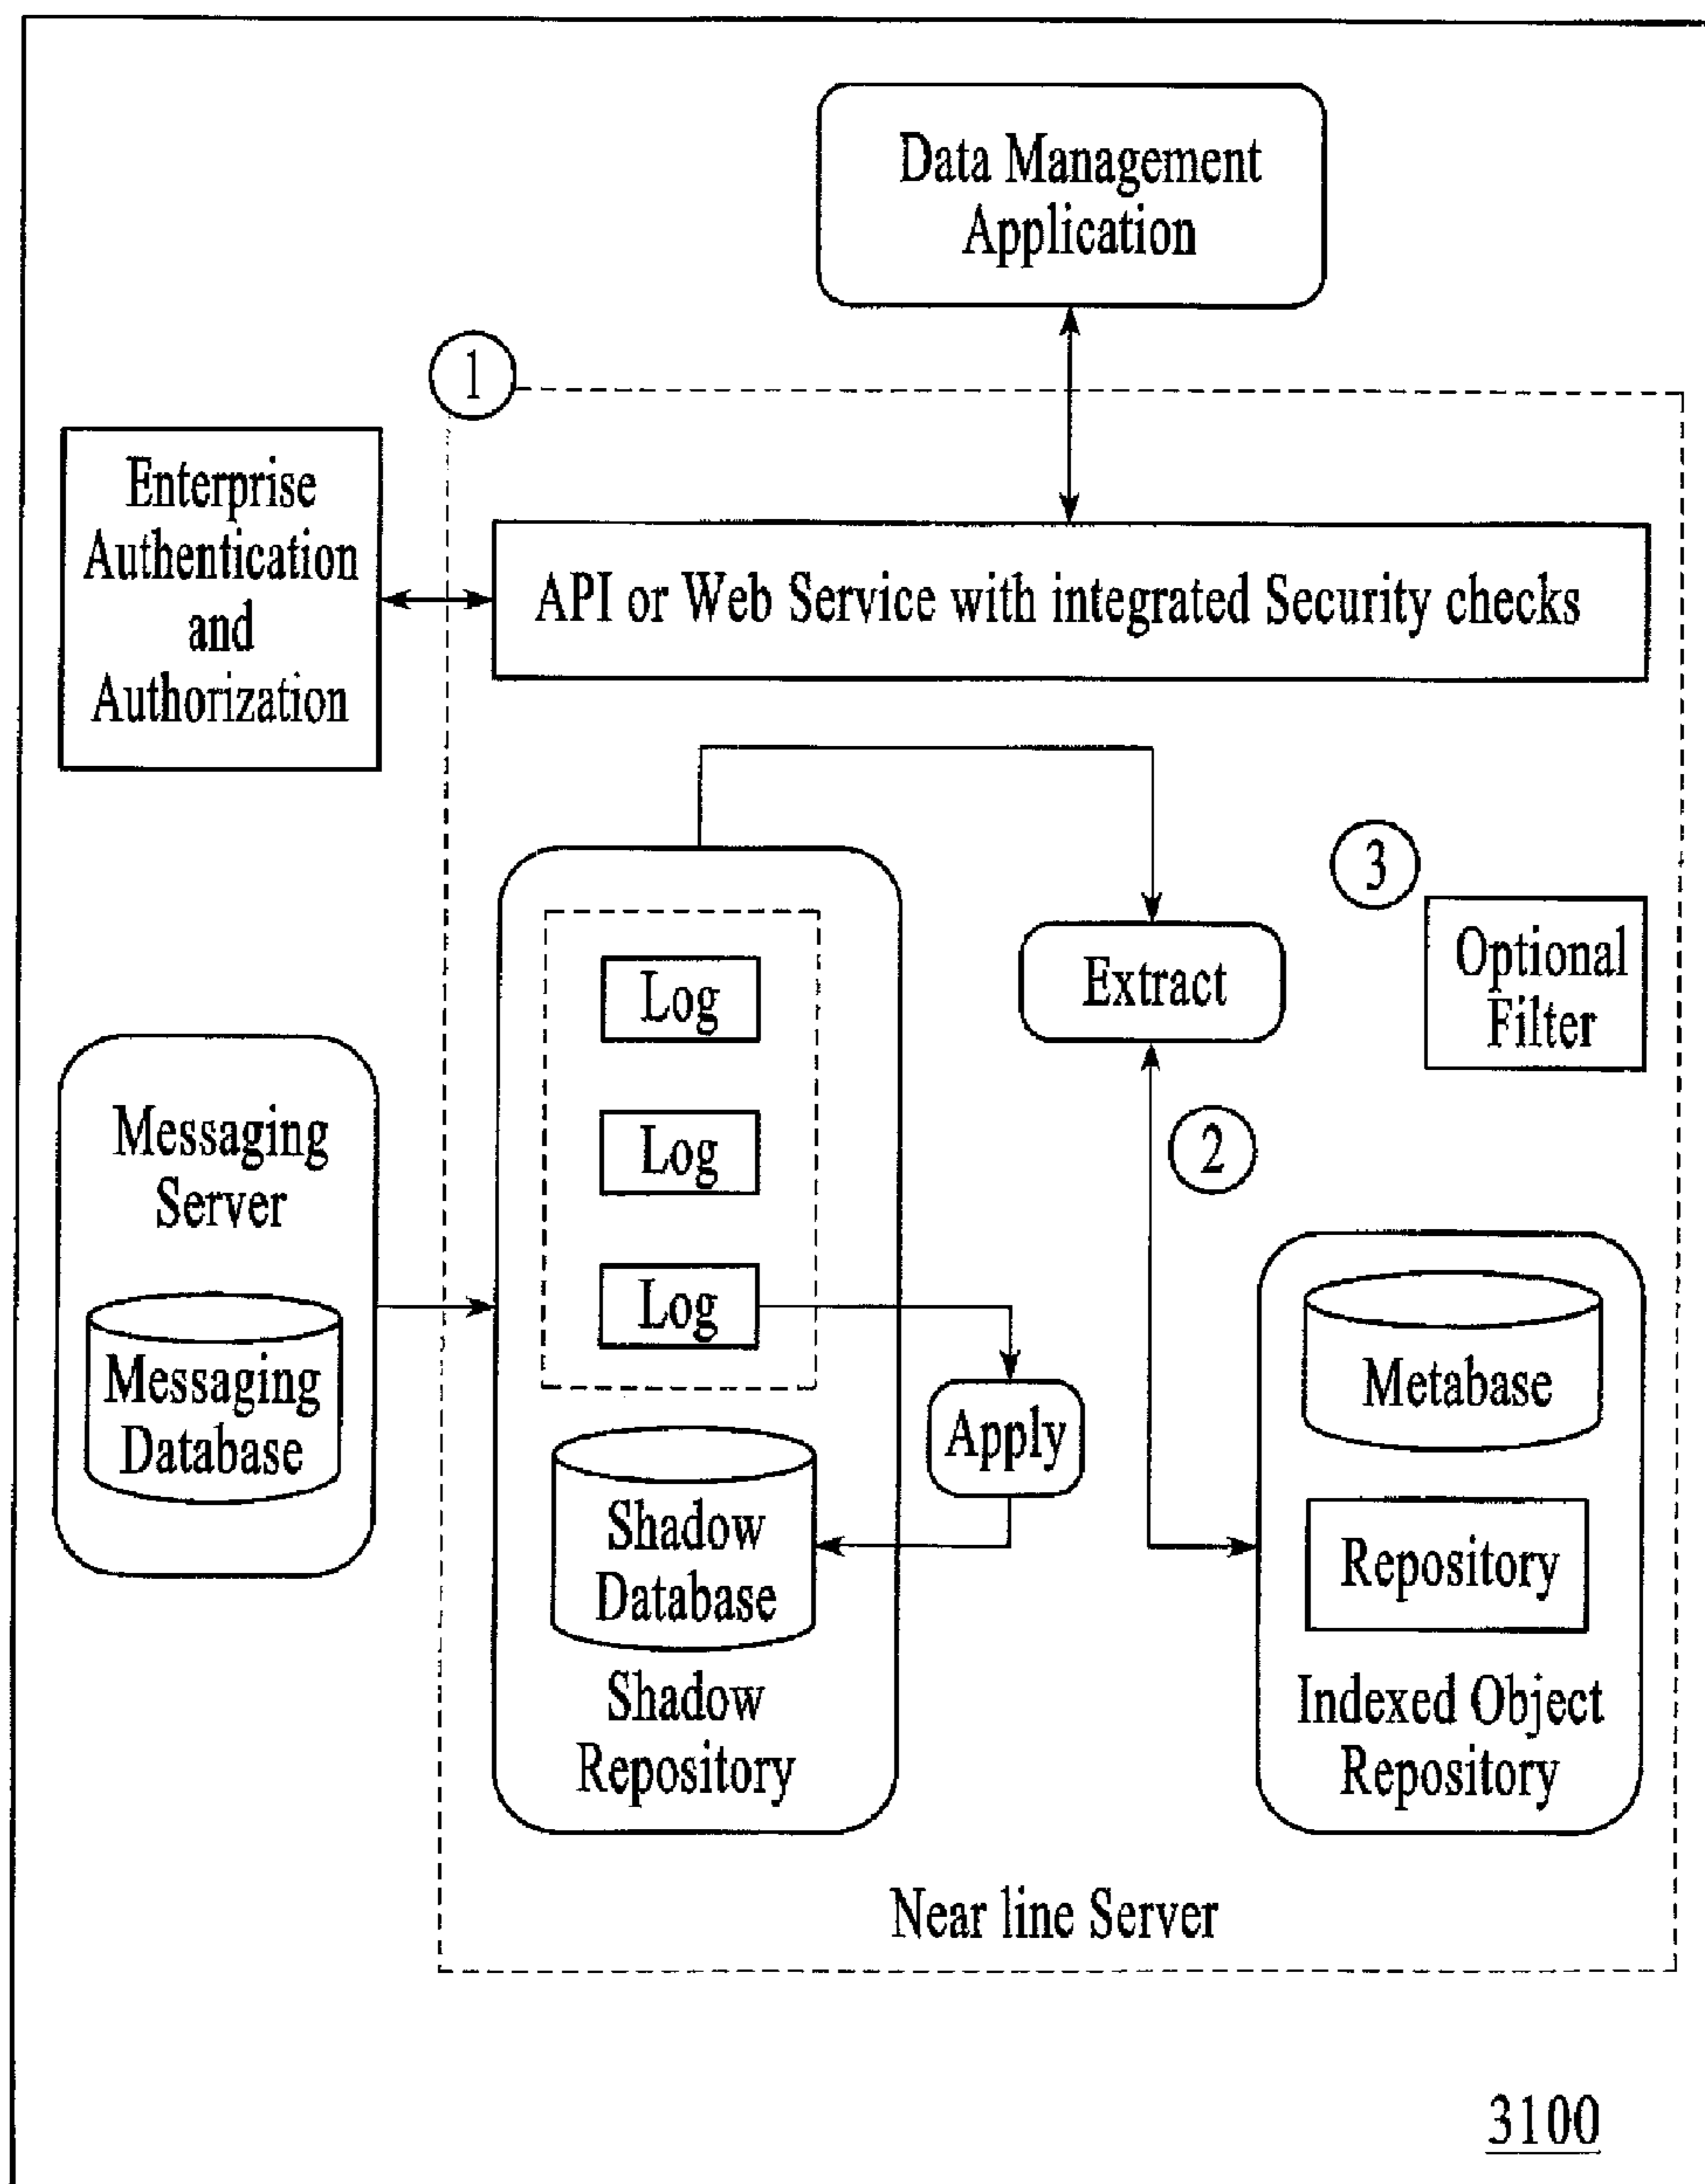 Data Management
Application
1
Enterprise
Authentication
and
Authorization
API or Web Service with integrated Security checks
3
Optional
Filter
Extract
Log
Log
Log
2
Messaging
Server
Messaging
Database
Apply
Shadow
Database
Shadow
Repository
Metabase
Repository
Indexed Object
Repository
Near line Server
3100